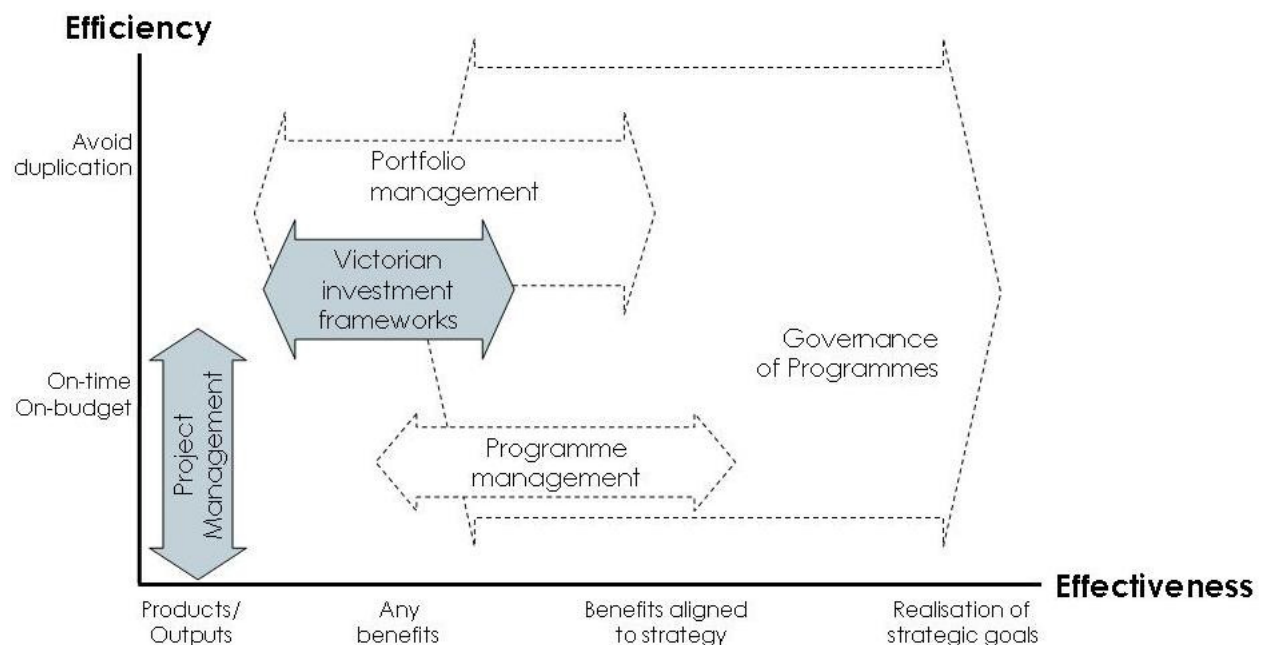 Efficiency
Avoid
duplication
Portfolio
management
Victorian
investment
frameworks
Governance
of Programmes
On-time
On-budget
Project
Management
Programme
management
Effectiveness
Products/
Outputs
Any
benefits
Benefits aligned
to strategy
Realisation of
strategic goals